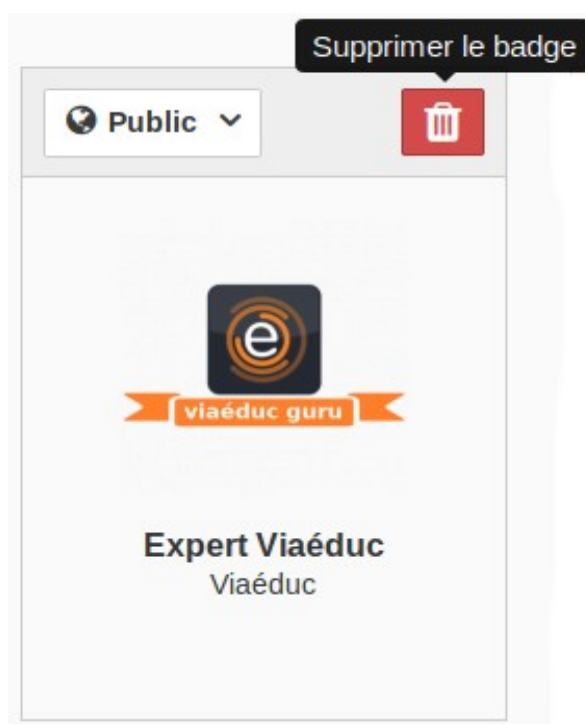 Supprimer le badge
Public
e
viaéduc guru
Expert Viaéduc
Viaéduc